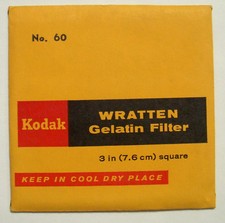 No. 60
Kodak
WRATTEN
Gelatin Filter
3 in (7.6 cm) square
KEEP IN COOL DRY PLACE